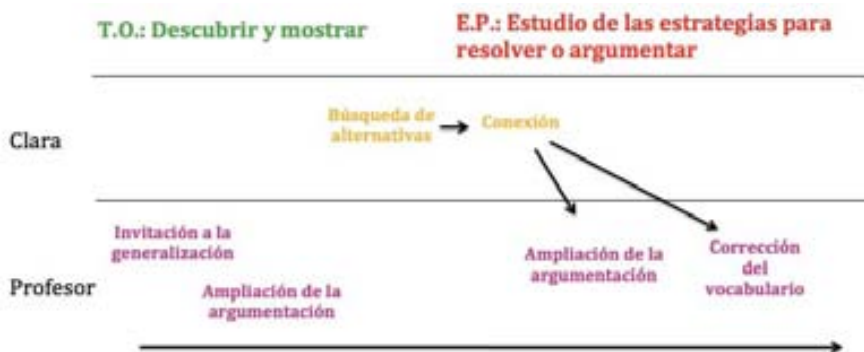 T.O.: Descubrir y mostrar
E.P.: Estudio de las estrategias para
resolver o argumentar
Clara
Búsqueda de
alternativas
Conexión
Profesor
Invitación a la
generalización
Ampliación de la
argumentación
Ampliación de la
argumentación
Corrección
del
vocabulario